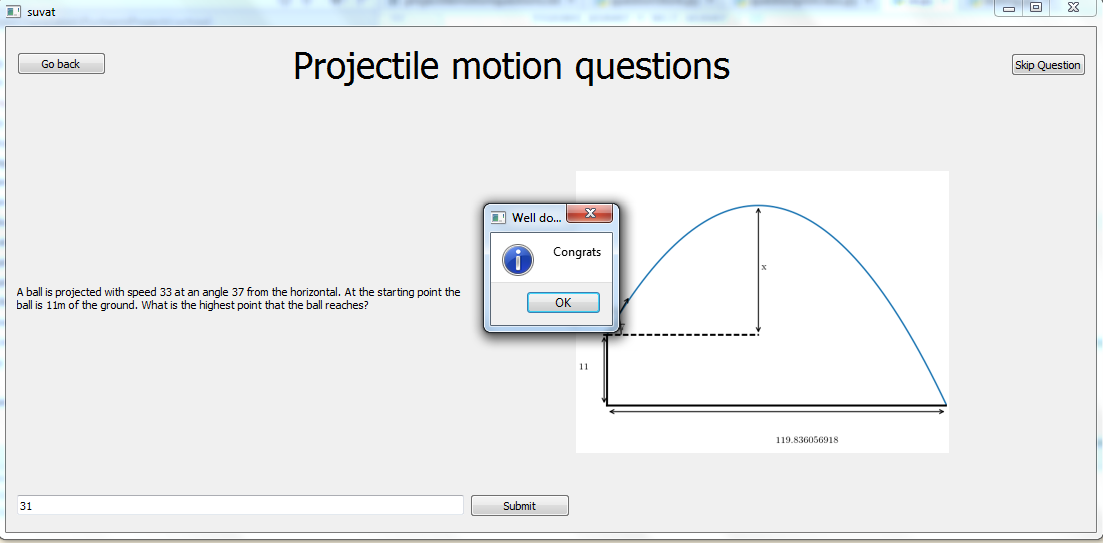 suvat
Go back
Projectile motion questions
Skip Question
Well do...
Congrats
OK
A ball is projected with speed 33 at an angle 37 from the horizontal. At the starting point the
ball is 11m of the ground. What is the highest point that the ball reaches?
x
11
119.836056918
31
Submit